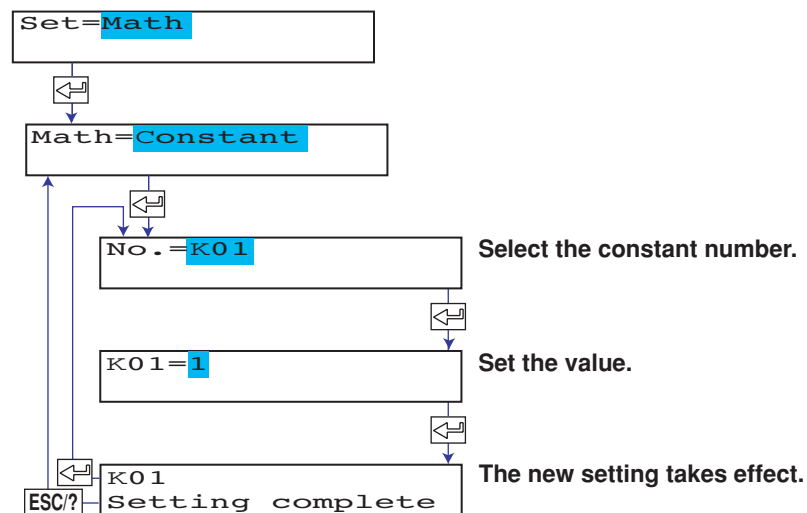 Set=Math
Math=Constant
No.=K01
Select the constant number.
K01=1
Set the value.
K01
The new setting takes effect.
ESC/?
Setting complete